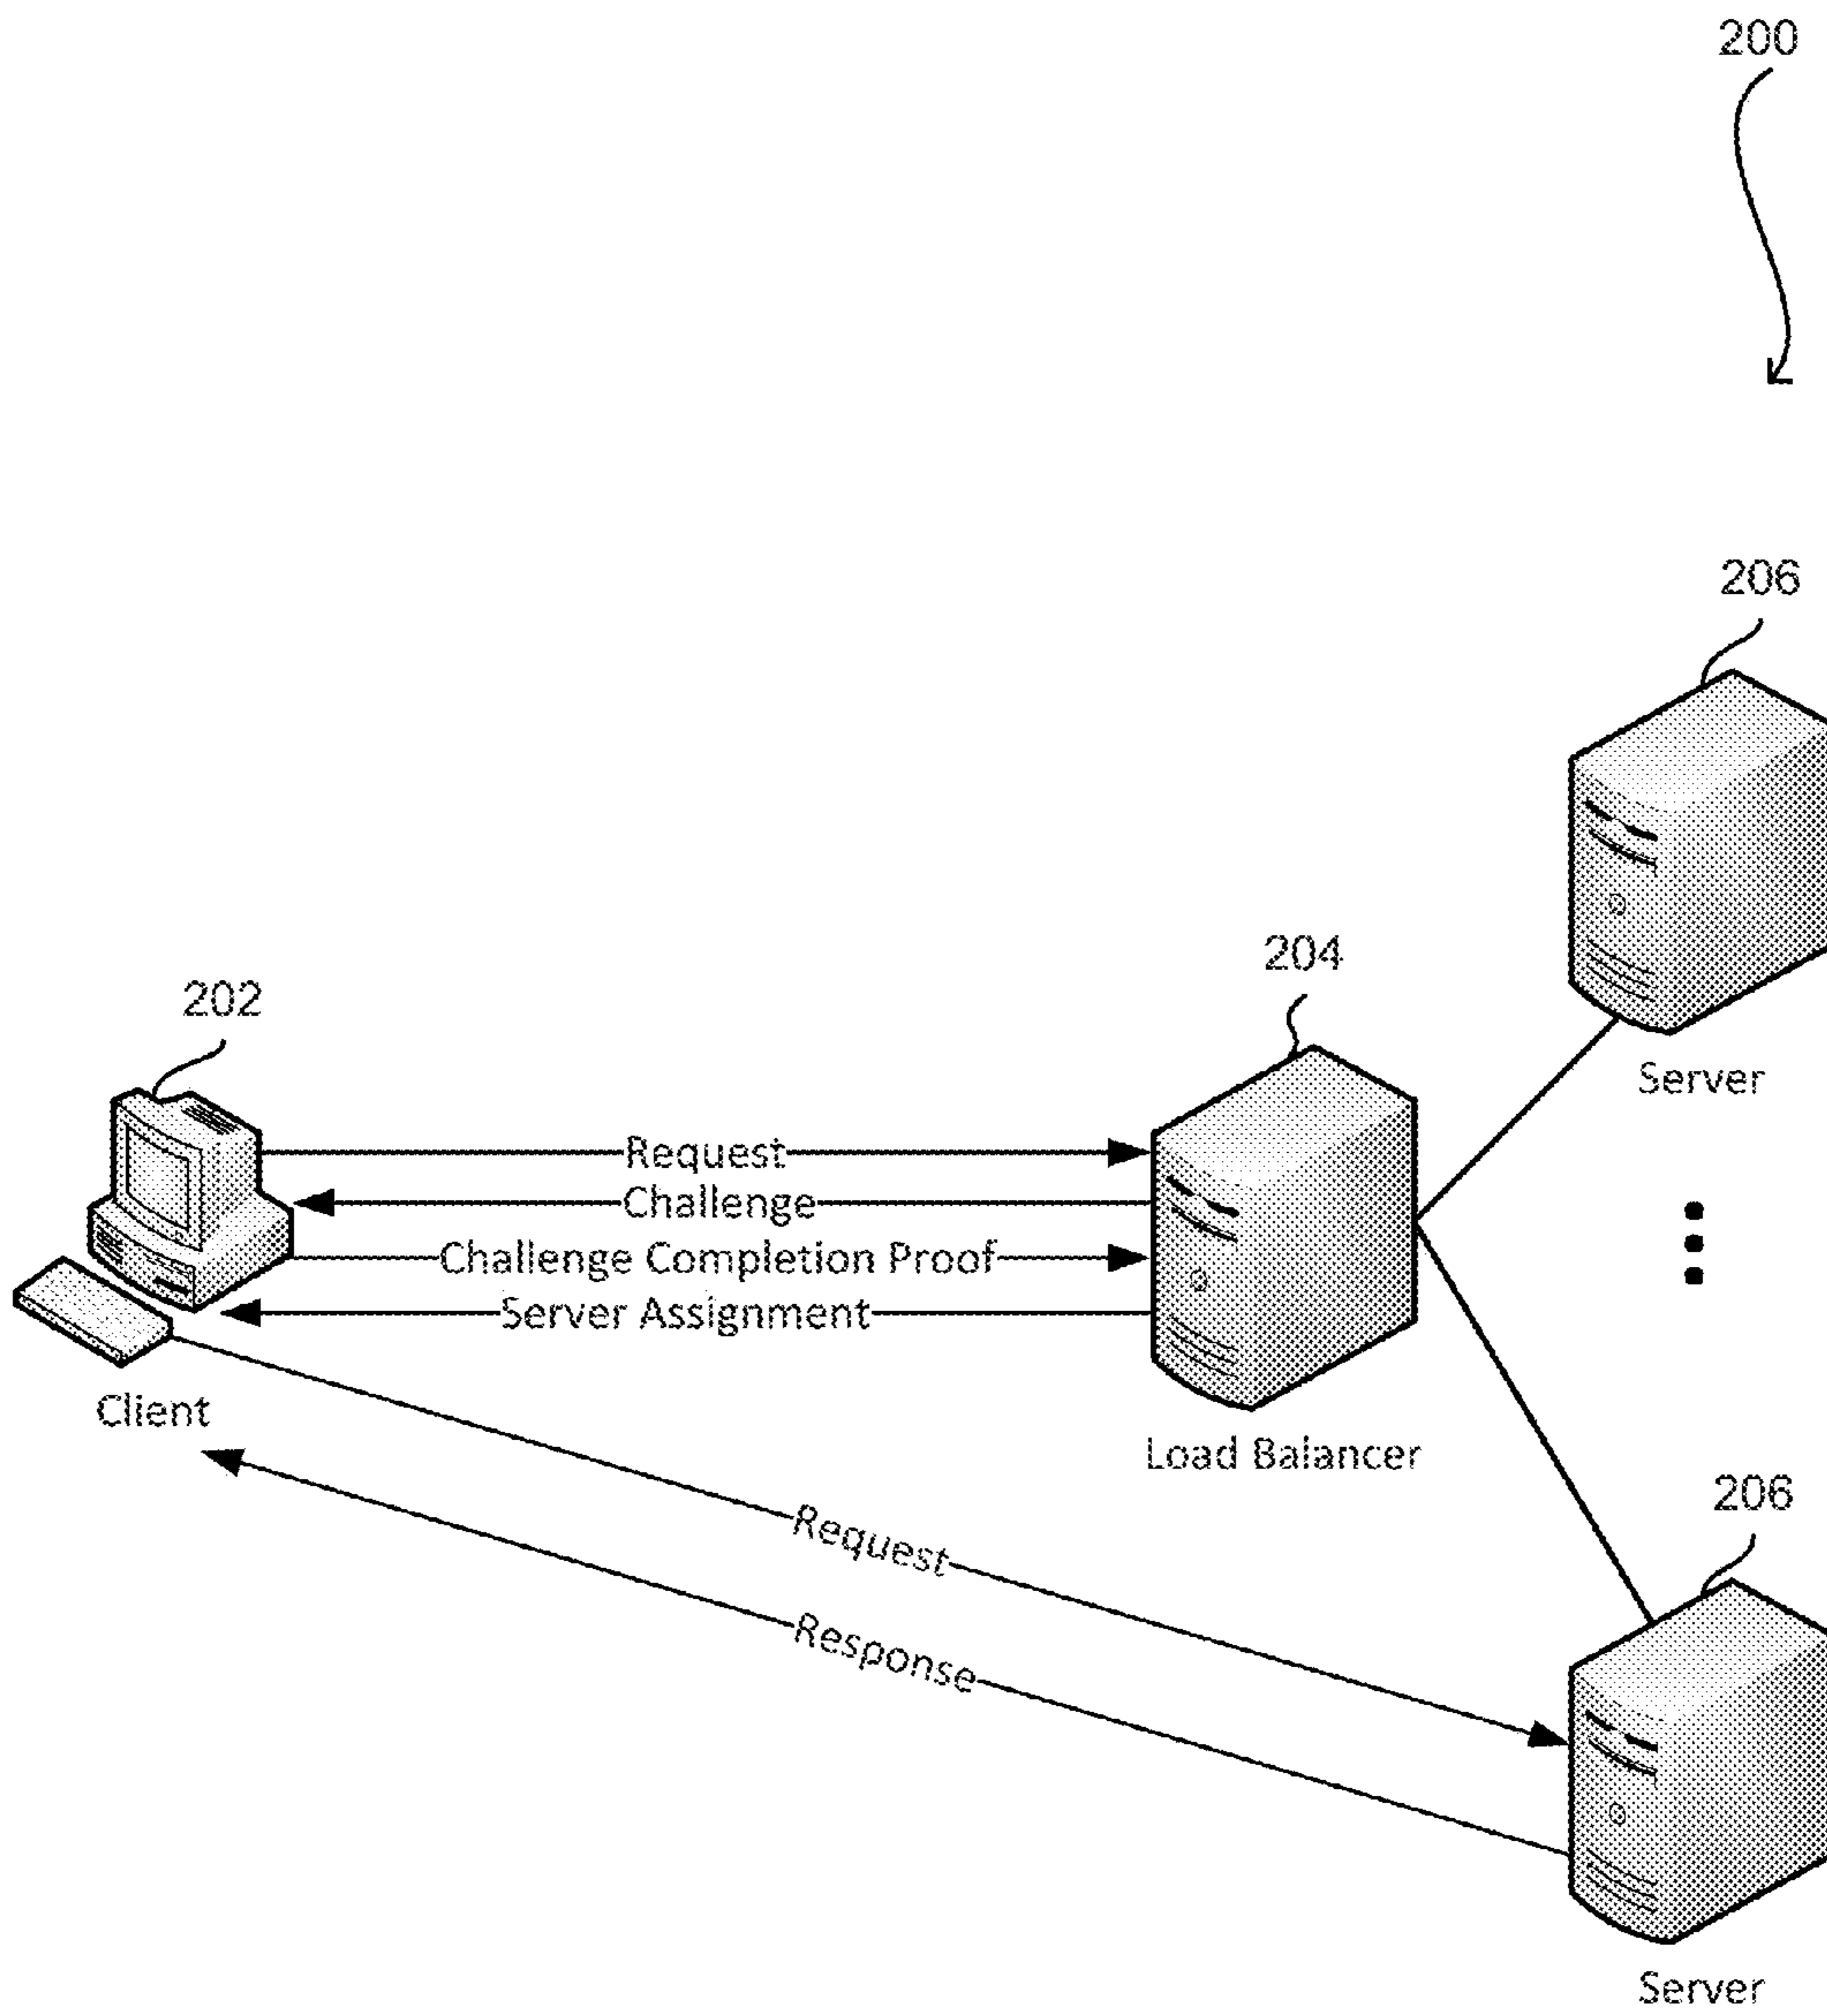 200
206
Server
204
202
Request
Challenge
Challenge Completion Proof
Server Assignment
Client
Load Balancer
206
Request
Response
Server